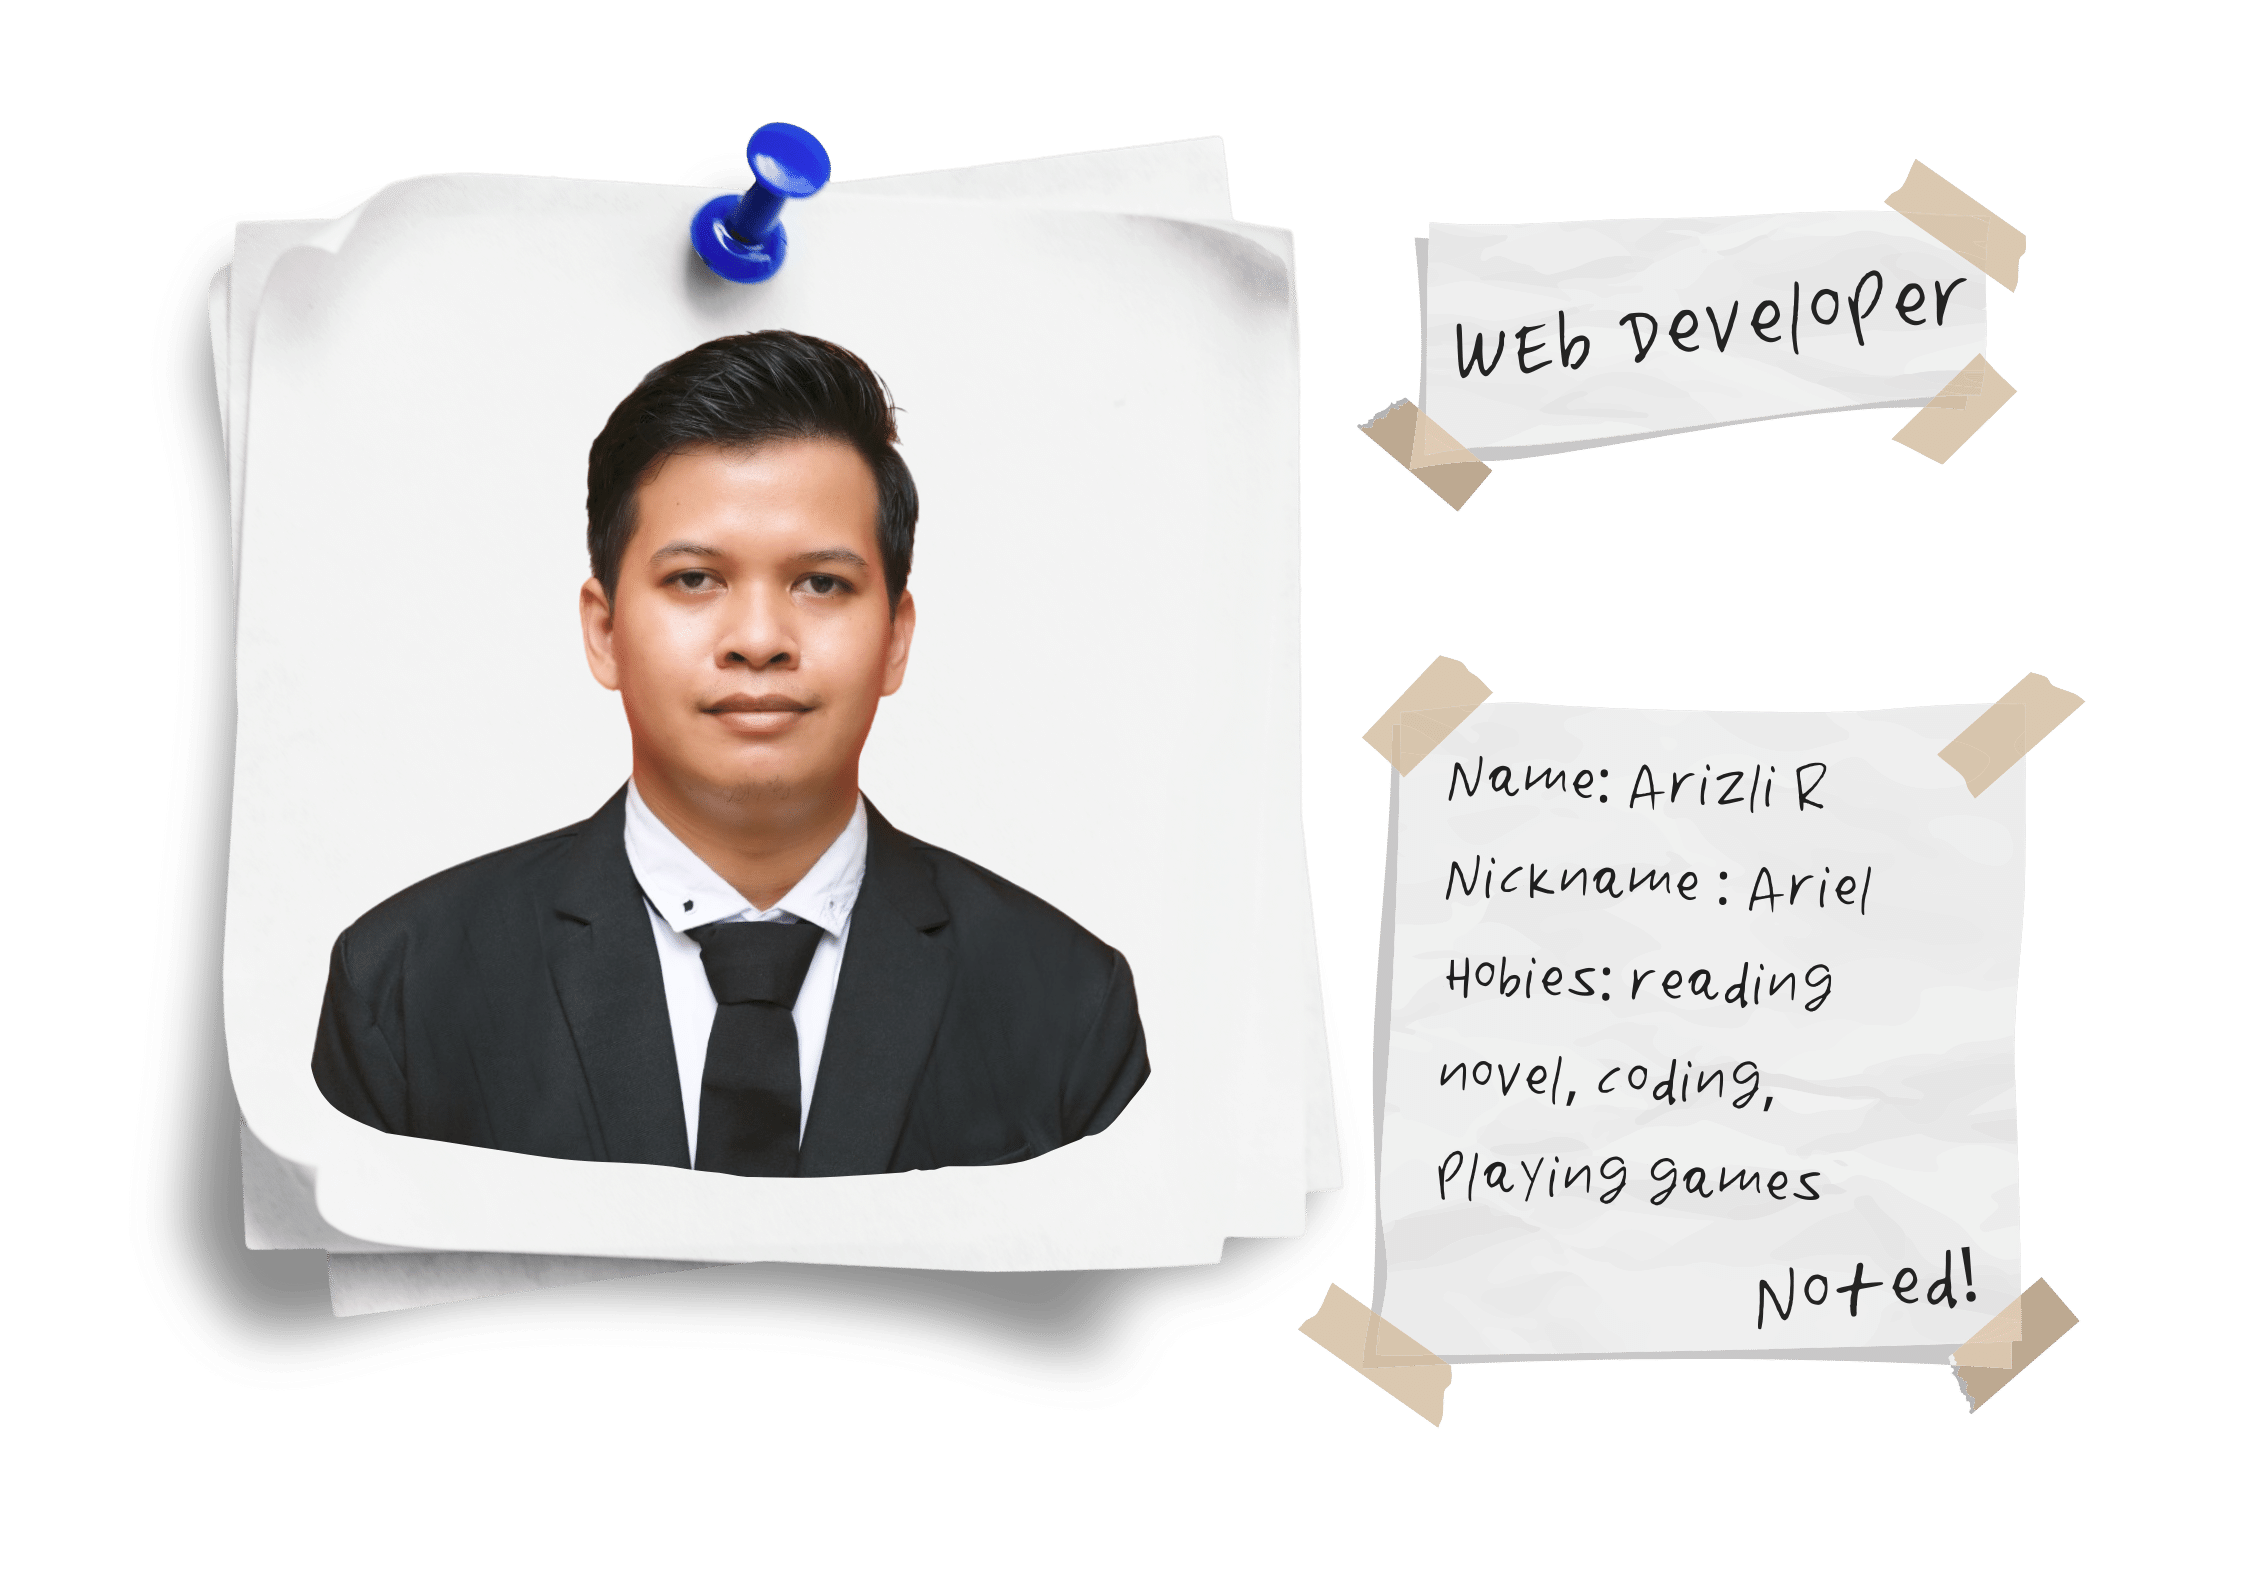 WEb Developer
Name: Arizli R
Nickname : Ariel
Hobies: reading
novel, coding,
Playing games
Noted!